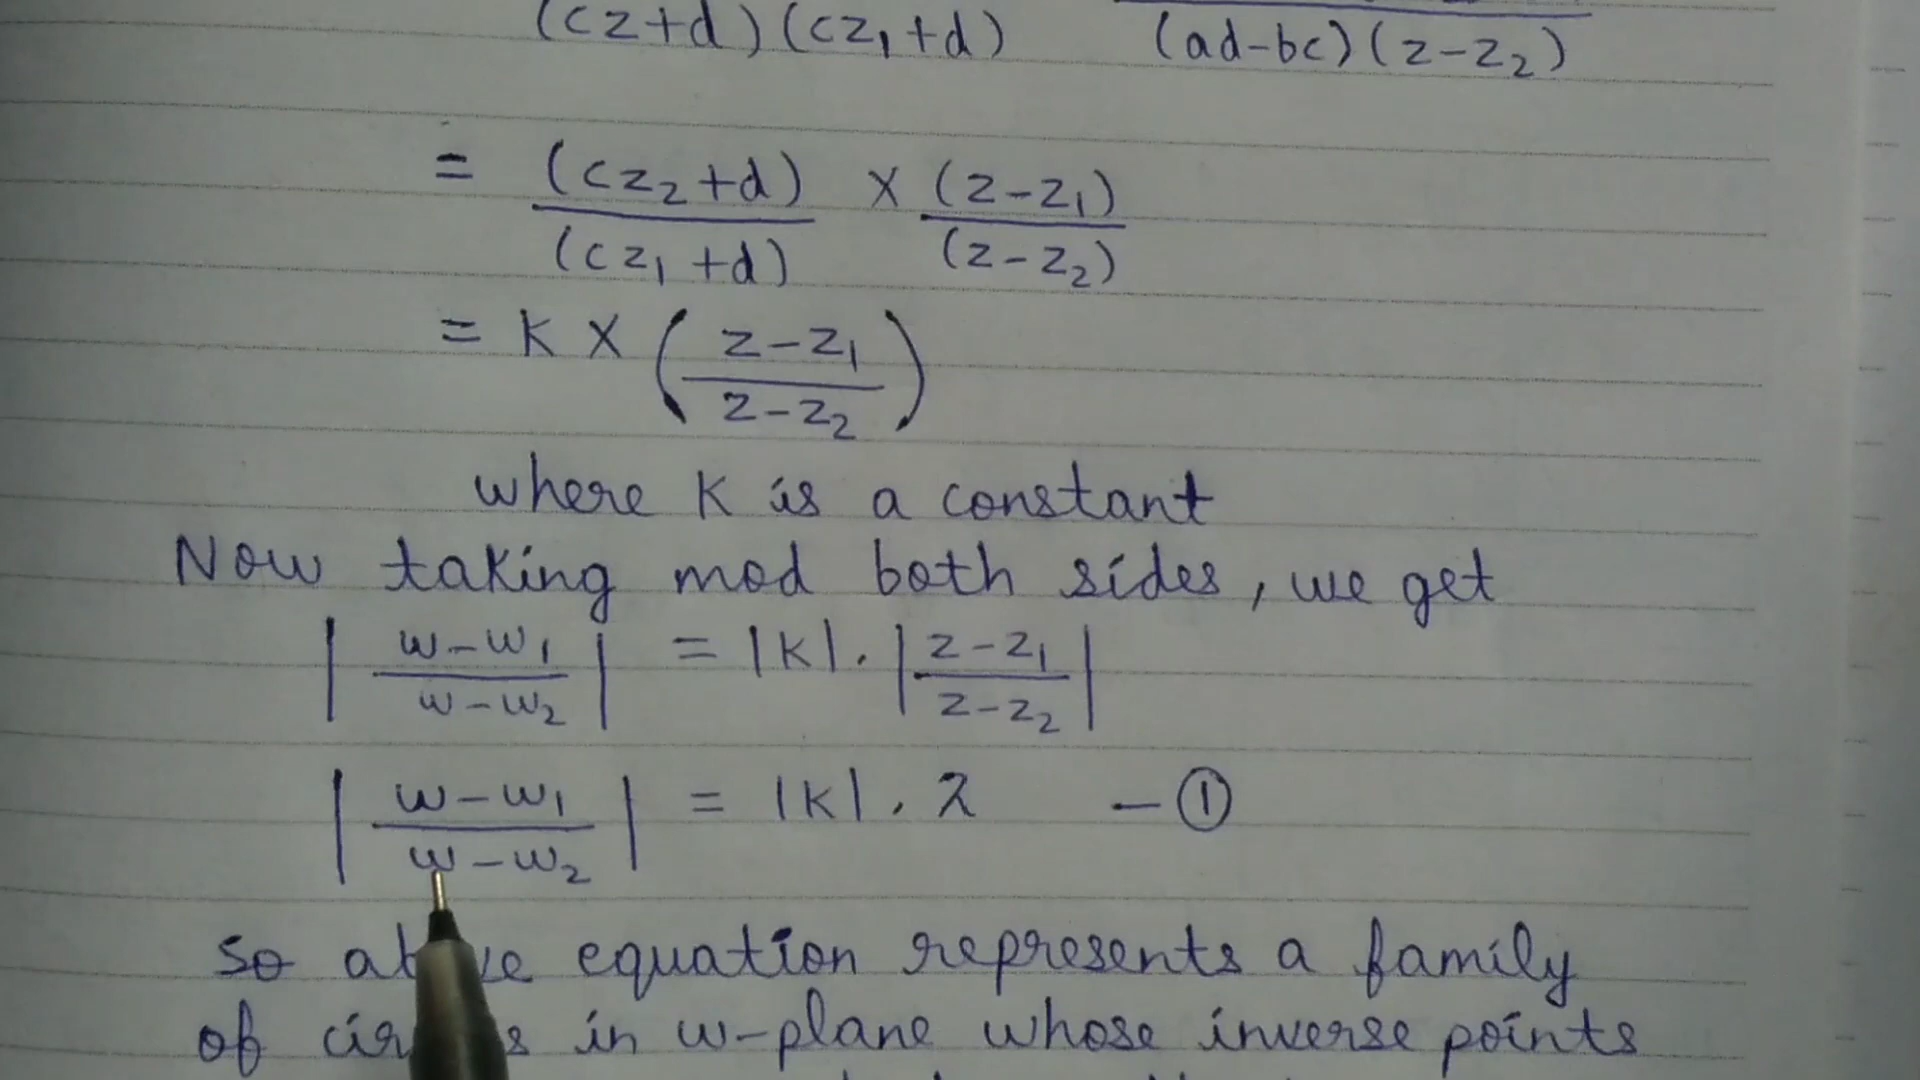 (cz+d)(cz₁+d) (ad-bc)(z-z₂)
= (cz₂+d) × (z-z₁)
(cz₁+d) (z-z₂)
= K × (z-z₁ / z-z₂)
where K is a constant
Now taking mod both sides, we get
|w-w₁ / w-w₂| = |K|.|z-z₁ / z-z₂|
|w-w₁ / w-w₂| = |K|.λ -①
So equation represents a family
of in w-plane whose inverse points